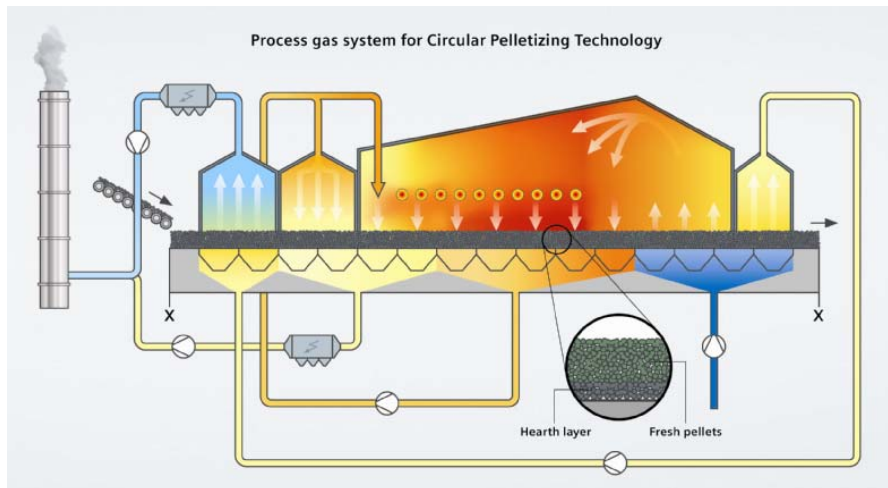 Process gas system for Circular Pelletizing Technology
X
X
Hearth layer
Fresh pellets